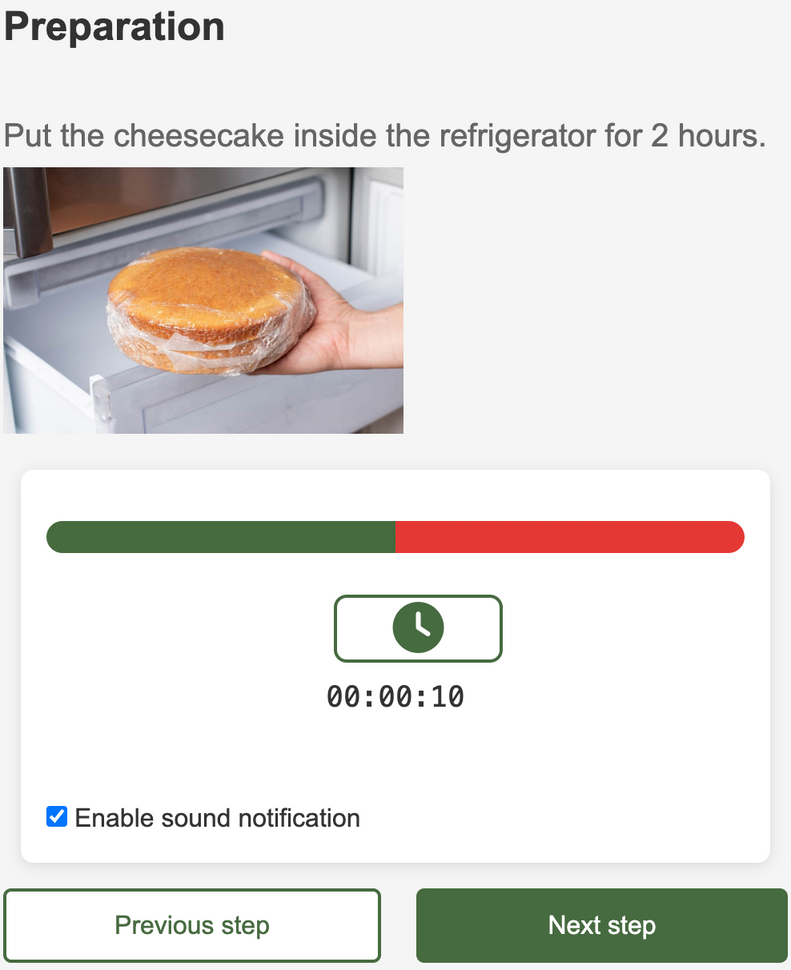 Preparation
Put the cheesecake inside the refrigerator for 2 hours.
00:00:10
Enable sound notification
Previous step
Next step